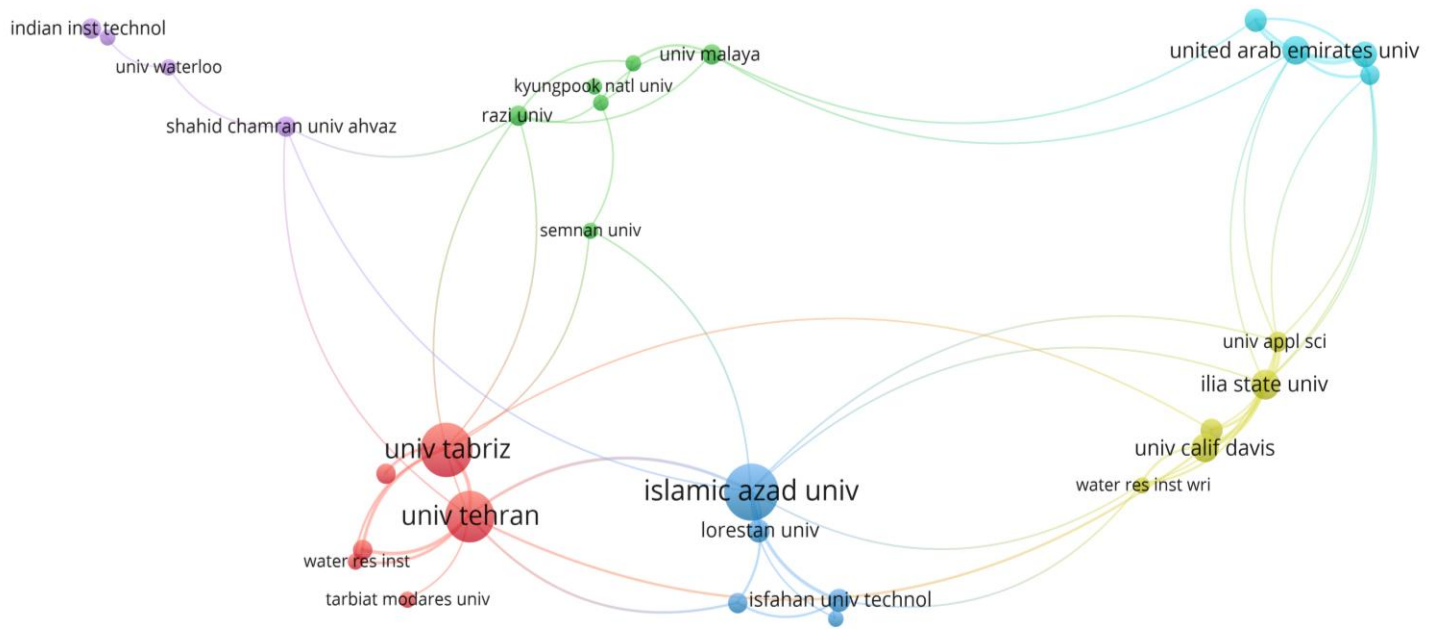 indian inst technol
univ waterloo
shahid chamran univ ahvaz
univ malaya
kyungpook natl univ
razi univ
semnan univ
united arab emirates univ
univ appl sci
ilia state univ
univ calif davis
water res inst wri
univ tabriz
univ tehran
water res inst
tarbiat modares univ
islamic azad univ
lorestan univ
isfahan univ technol